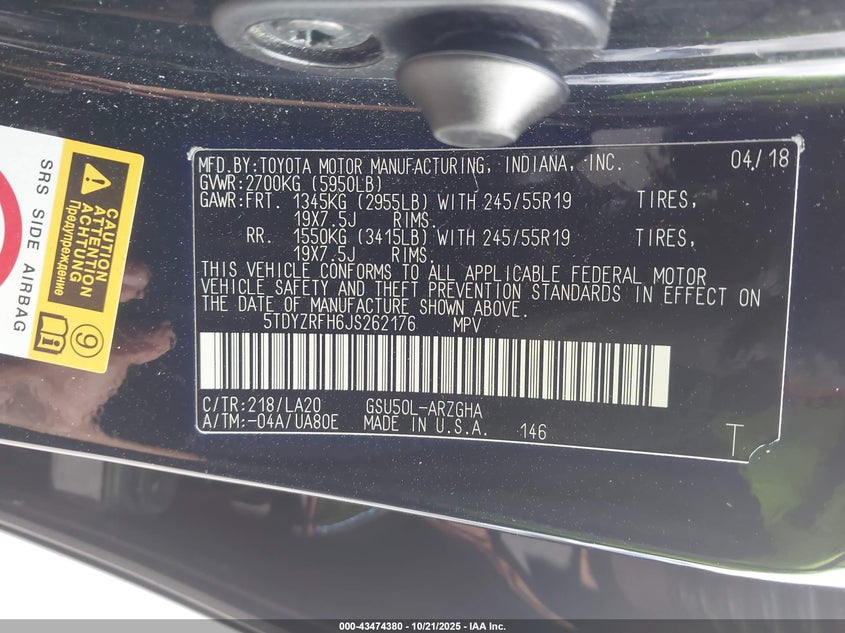 MFD.BY:TOYOTA MOTOR MANUFACTURING, INDIANA, INC. 04/18
GVWR:2700KG (5950LB)
GAWR:FRT. 1345KG (2955LB) WITH 245/55R19 TIRES,
19X7.5J RIMS.
RR. 1550KG (3415LB) WITH 245/55R19 TIRES,
19X7.5J RIMS.
THIS VEHICLE CONFORMS TO ALL APPLICABLE FEDERAL MOTOR
VEHICLE SAFETY AND THEFT PREVENTION STANDARDS IN EFFECT ON
THE DATE OF MANUFACTURE SHOWN ABOVE.
5TDYZRFH6JS262176 MPV
C/TR:218/LA20 GSU50L-ARZGHA
A/TM:-04A/UA80E MADE IN U.S.A. 146
T
SRS SIDE AIRBAG
CAUTION
ATTENTION
ACHTUNG
Предупреждение
9
000-43474380 - 10/21/2025 - IAA Inc.